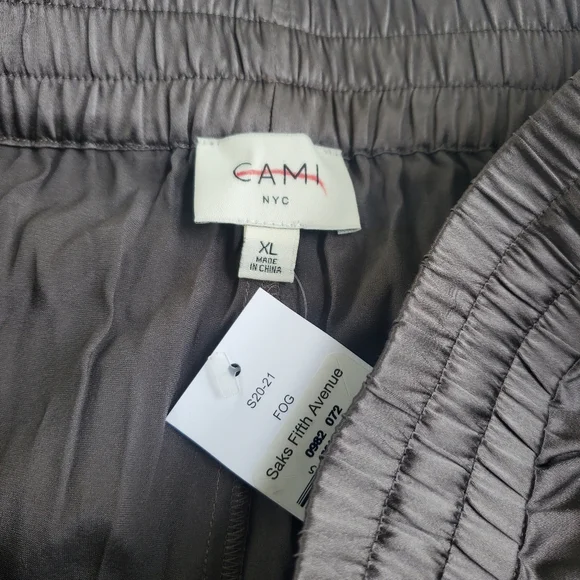 CAMI
NYC
XL
MADE
IN CHINA
S20-21
FOG
Saks Fifth Avenue
0982 072